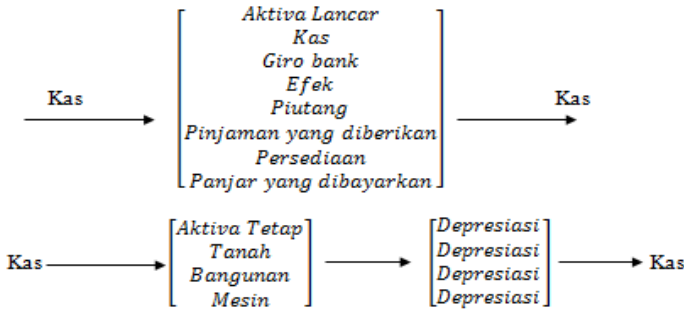 Kas
Aktiva Lancar
Kas
Giro bank
Efek
Piutang
Pinjaman yang diberikan
Persediaan
Panjar yang dibayarkan
Kas
Kas
Aktiva Tetap
Tanah
Bangunan
Mesin
Depresiasi
Depresiasi
Depresiasi
Depresiasi
Kas